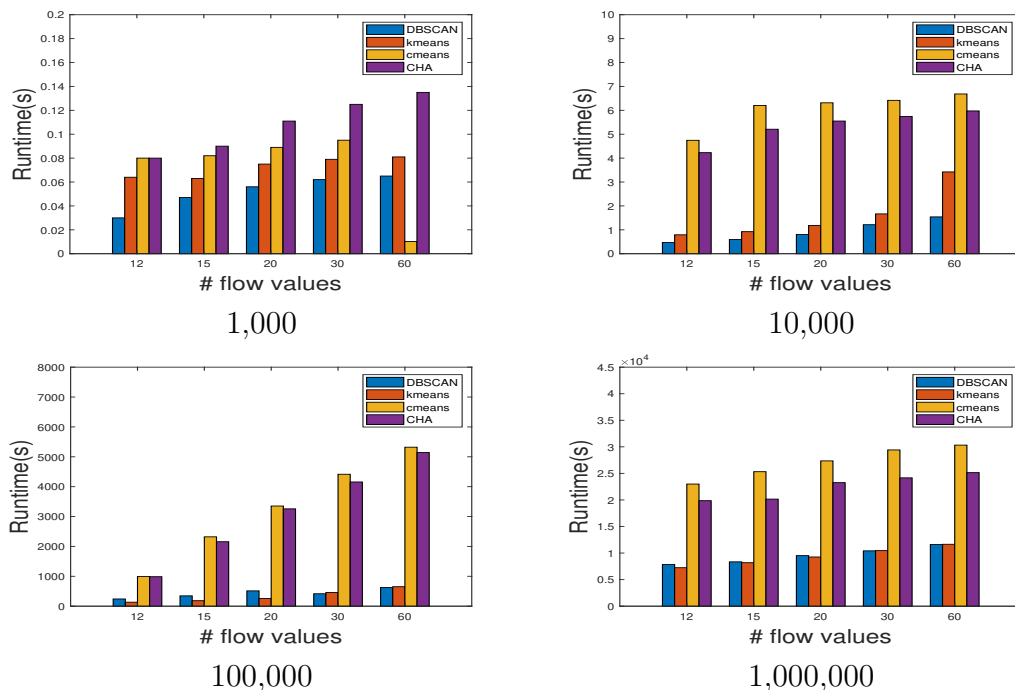 0.2
0.18
0.16
0.14
0.12
0.1
0.08
0.06
0.04
0.02
0
Runtime(s)
DBSCAN
kmeans
cmeans
CHA
12 15 20 30 60
# flow values
1,000
10
9
8
7
6
5
4
3
2
1
0
Runtime(s)
DBSCAN
kmeans
cmeans
CHA
12 15 20 30 60
# flow values
10,000
8000
7000
6000
5000
4000
3000
2000
1000
0
Runtime(s)
DBSCAN
kmeans
cmeans
CHA
12 15 20 30 60
# flow values
100,000
×10⁴
4.5
4
3.5
3
2.5
2
1.5
1
0.5
0
Runtime(s)
DBSCAN
kmeans
cmeans
CHA
12 15 20 30 60
# flow values
1,000,000